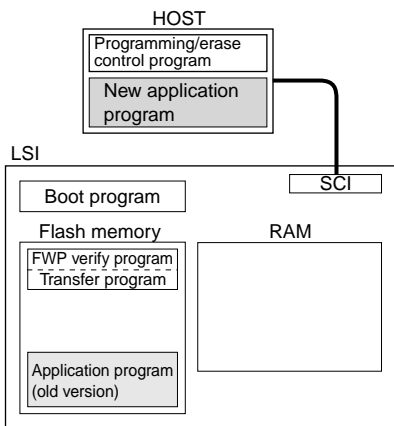 HOST
Programming/erase
control program
New application
program
LSI
SCI
Boot program
Flash memory
RAM
FWP verify program
Transfer program
Application program
(old version)